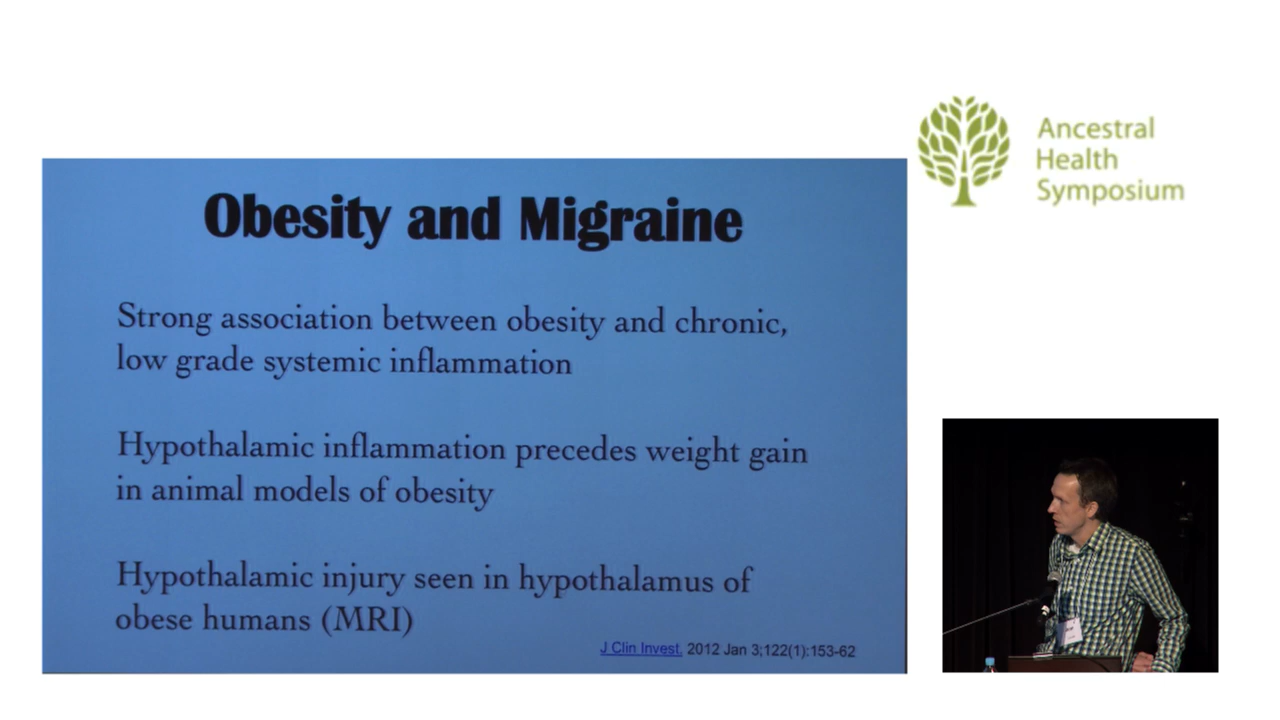 Ancestral
Health
Symposium
Obesity and Migraine
Strong association between obesity and chronic,
low grade systemic inflammation
Hypothalamic inflammation precedes weight gain
in animal models of obesity
Hypothalamic injury seen in hypothalamus of
obese humans (MRI)
J Clin Invest. 2012 Jan 3;122(1):153-62